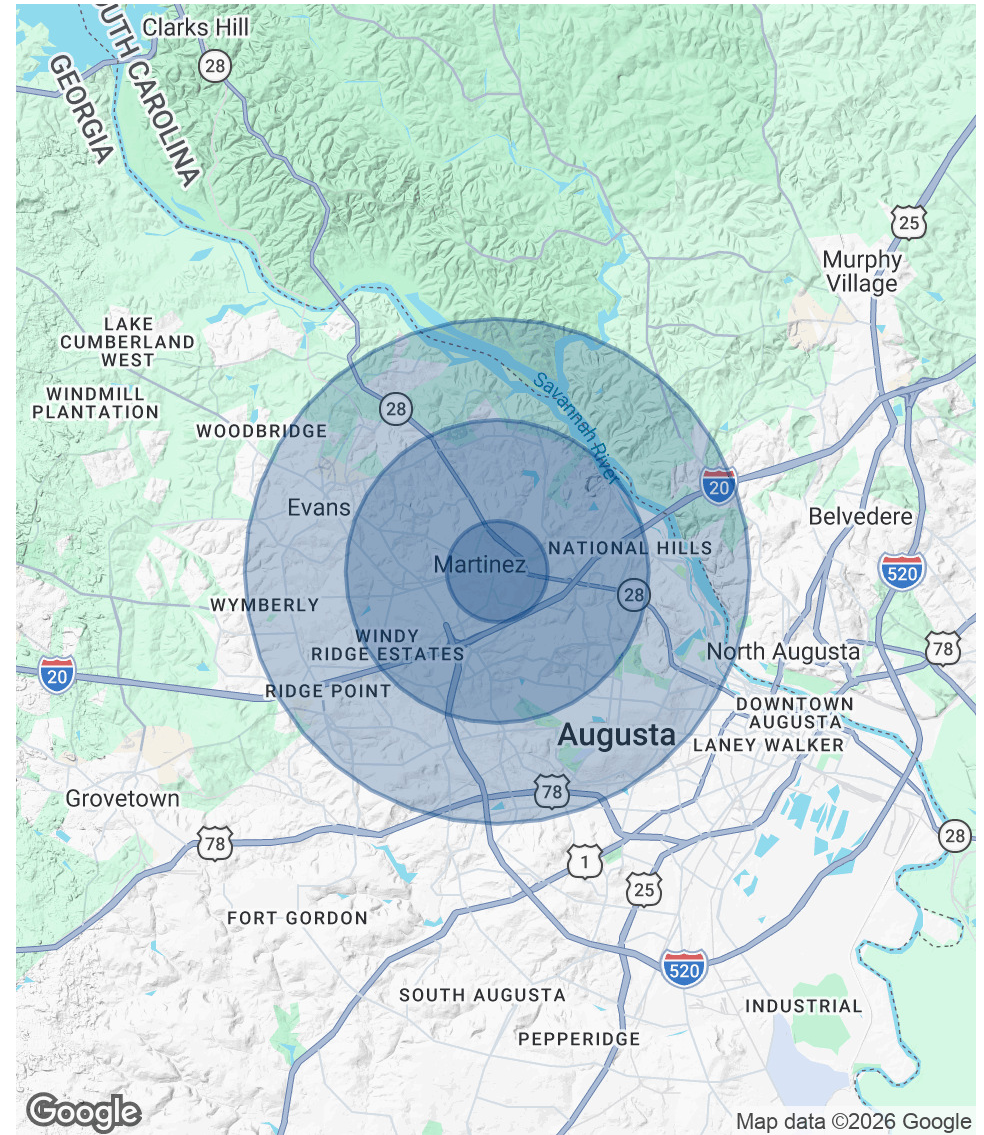 Clarks Hill
SOUTH CAROLINA
GEORGIA
28
25
Murphy
Village
LAKE
CUMBERLAND
WEST
WINDMILL
PLANTATION
WOODBRIDGE
28
Savannah River
Evans
20
Belvedere
NATIONAL HILLS
Martinez
520
28
WYMBERLY
WINDY
RIDGE ESTATES
North Augusta
78
20
RIDGE POINT
DOWNTOWN
AUGUSTA
Augusta
LANEY WALKER
Grovetown
78
78
28
1
25
FORT GORDON
520
SOUTH AUGUSTA
INDUSTRIAL
PEPPERIDGE
Google
Map data ©2026 Google